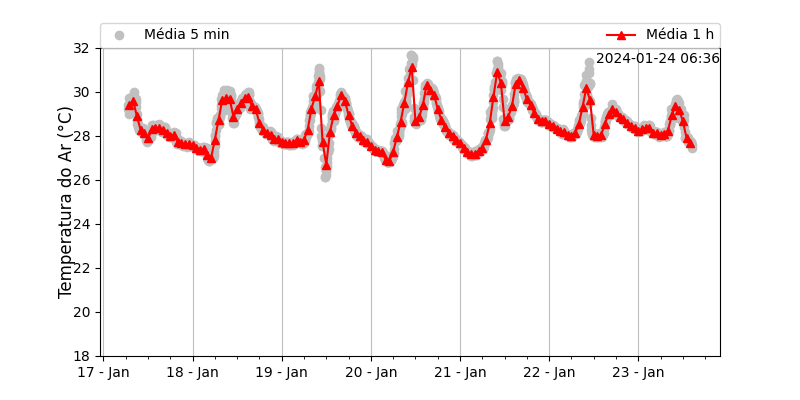 Média 5 min
Média 1 h
2024-01-24 06:36
Temperatura do Ar (°C)
32
30
28
26
24
22
20
18
17 - Jan
18 - Jan
19 - Jan
20 - Jan
21 - Jan
22 - Jan
23 - Jan